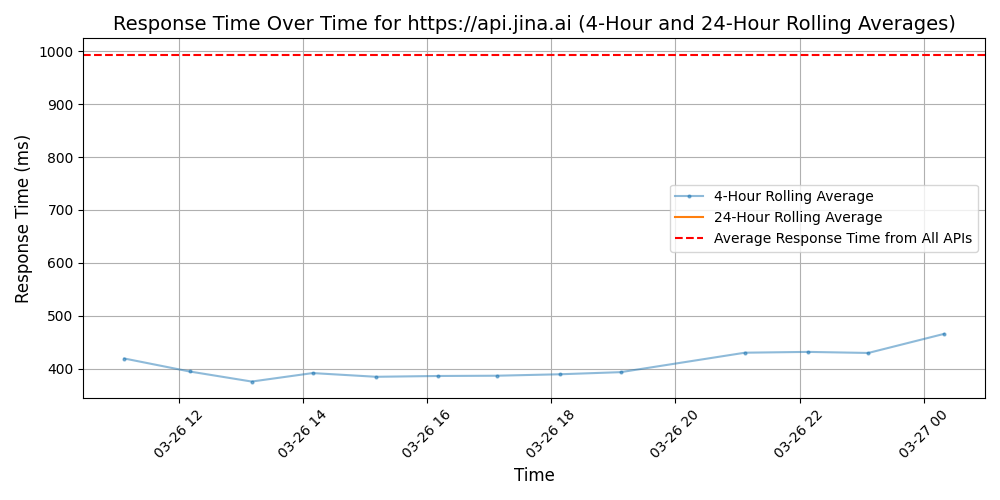 Response Time Over Time for https://api.jina.ai (4-Hour and 24-Hour Rolling Averages)
Response Time (ms)
1000
900
800
700
600
500
400
4-Hour Rolling Average
24-Hour Rolling Average
Average Response Time from All APIs
03-26 12
03-26 14
03-26 16
03-26 18
03-26 20
03-26 22
03-27 00
Time